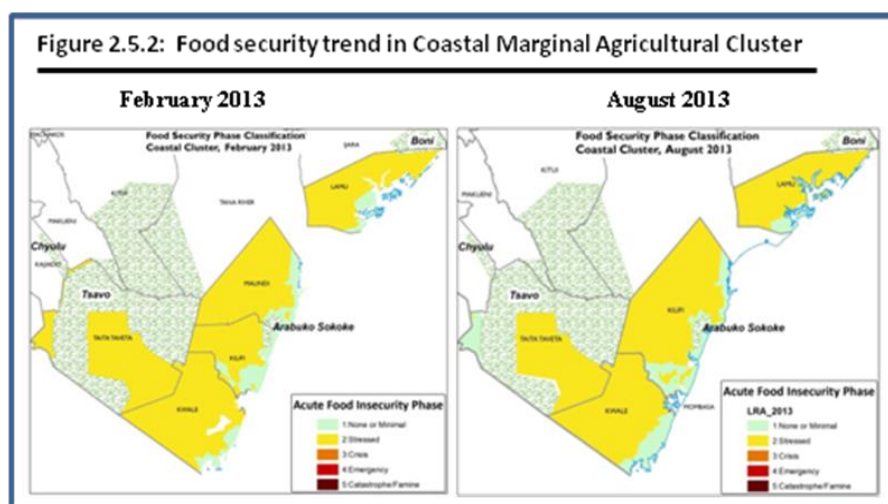 Figure 2.5.2: Food security trend in Coastal Marginal Agricultural Cluster
February 2013
August 2013
Food Security Phase Classification
Coastal Cluster, February 2013
IJARA
Boni
LAMU
KITUI
TANA RIVER
MAKUENI
Chyulu
KAJIADO
Tsavo
MALINDI
Arabuko Sokoke
TAITA TAVETA
KILIFI
KWALE
Acute Food Insecurity Phase
1:None or Minimal
2:Stressed
3: Crisis
4: Emergency
5: Catastrophe/Famine
Food Security Phase Classification
Coastal Cluster, August 2013
Boni
LAMU
KITUI
MAKUENI
Chyulu
Tsavo
KILIFI
Arabuko Sokoke
TAITA TAVETA
KWALE
MOMBASA
Acute Food Insecurity Phase
LRA_2013
1:None or Minimal
2:Stressed
3: Crisis
4: Emergency
5: Catastrophe/Famine